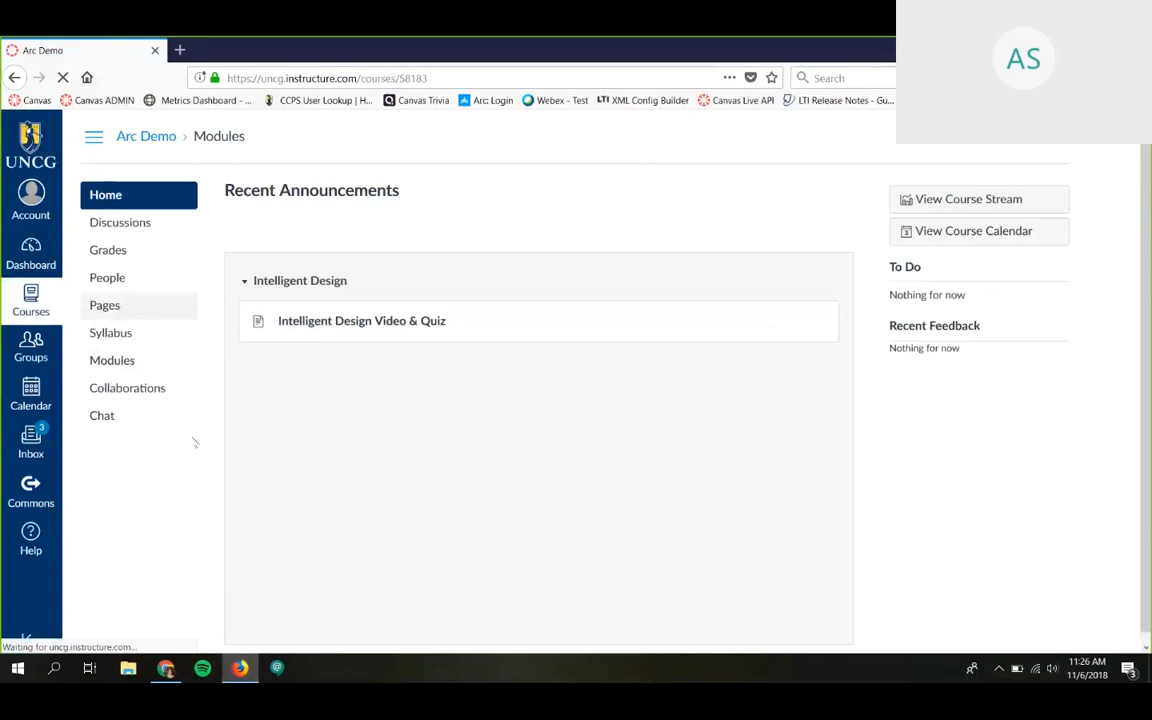 Arc Demo
AS
https://uncg.instructure.com/courses/58183
Search
Canvas
Canvas ADMIN
Metrics Dashboard - ...
CCPS User Lookup | H...
Canvas Trivia
Arc: Login
Webex - Test
LTI XML Config Builder
Canvas Live API
LTI Release Notes - Gu...
UNCG
Account
Dashboard
Courses
Groups
Calendar
3
Inbox
Commons
Help
Arc Demo › Modules
Home
Discussions
Grades
People
Pages
Syllabus
Modules
Collaborations
Chat
Recent Announcements
Intelligent Design
Intelligent Design Video & Quiz
View Course Stream
View Course Calendar
To Do
Nothing for now
Recent Feedback
Nothing for now
Waiting for uncg.instructure.com...
11:26 AM
11/6/2018
3